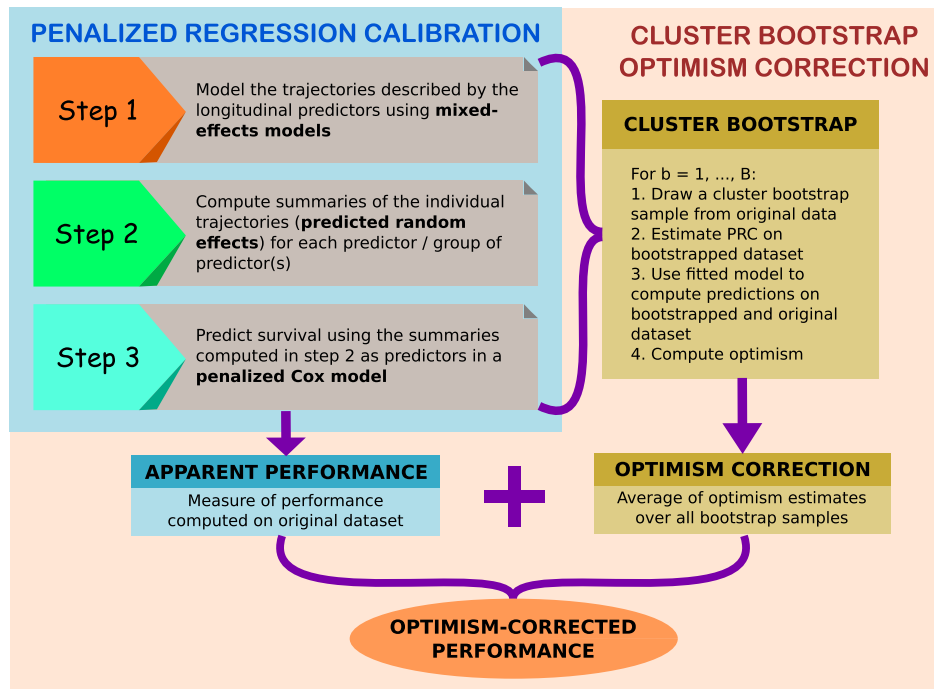 PENALIZED REGRESSION CALIBRATION
Step 1
Model the trajectories described by the
longitudinal predictors using mixed-
effects models
Step 2
Compute summaries of the individual
trajectories (predicted random
effects) for each predictor / group of
predictor(s)
Step 3
Predict survival using the summaries
computed in step 2 as predictors in a
penalized Cox model
CLUSTER BOOTSTRAP
OPTIMISM CORRECTION
CLUSTER BOOTSTRAP
For b = 1, ..., B:
1. Draw a cluster bootstrap
sample from original data
2. Estimate PRC on
bootstrapped dataset
3. Use fitted model to
compute predictions on
bootstrapped and original
dataset
4. Compute optimism
APPARENT PERFORMANCE
Measure of performance
computed on original dataset
OPTIMISM CORRECTION
Average of optimism estimates
over all bootstrap samples
OPTIMISM-CORRECTED
PERFORMANCE